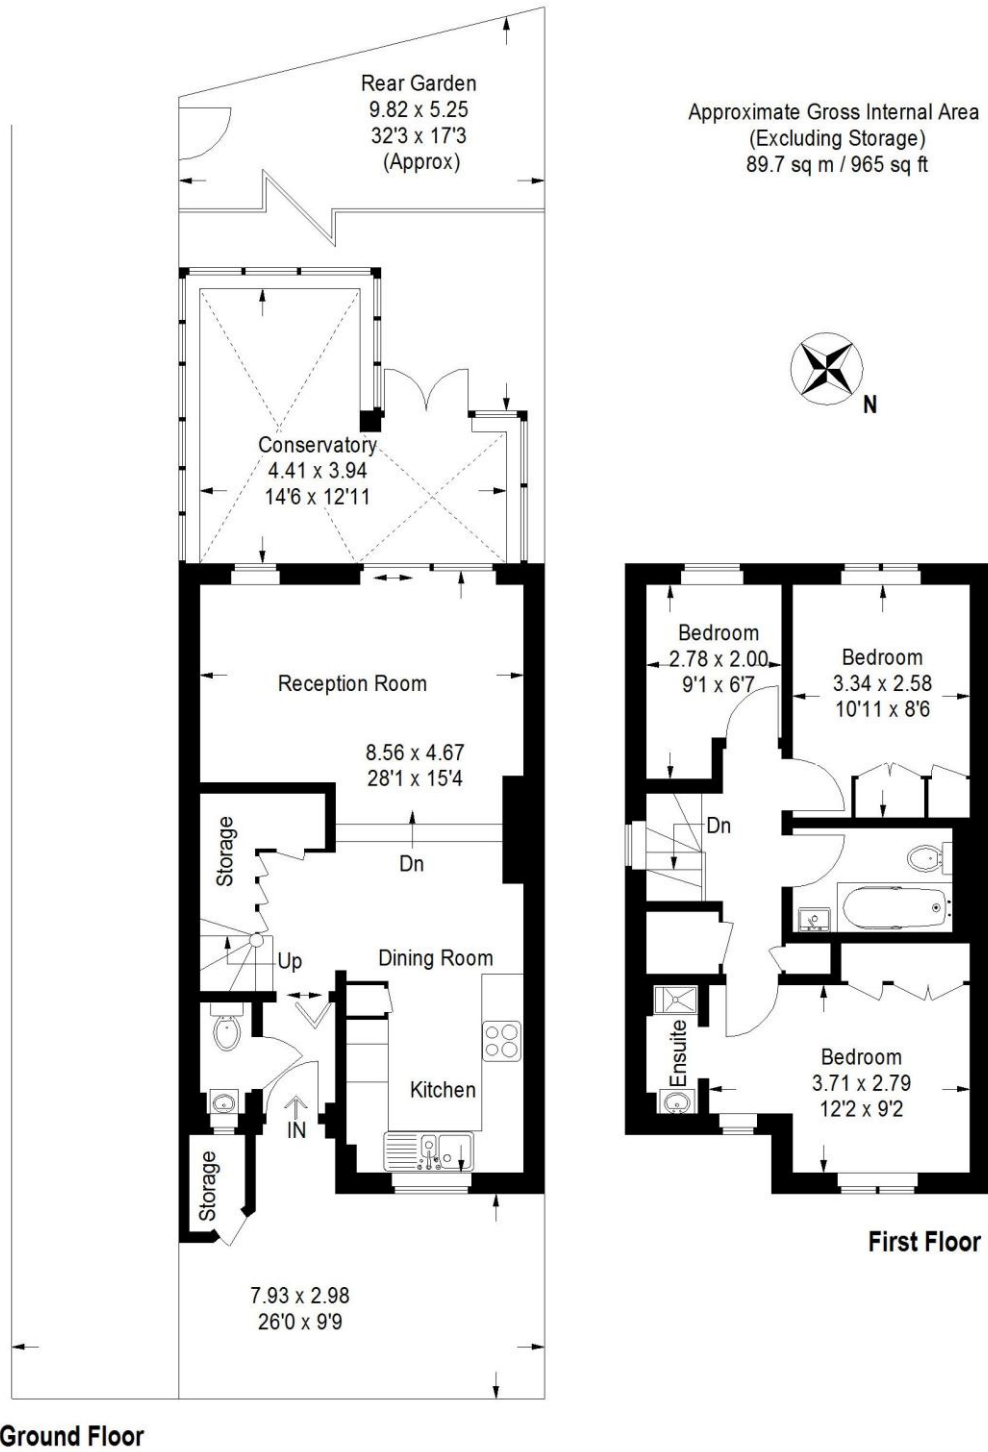 Rear Garden
9.82 x 5.25
32'3 x 17'3
(Approx)
Approximate Gross Internal Area
(Excluding Storage)
89.7 sq m / 965 sq ft
N
Conservatory
4.41 x 3.94
14'6 x 12'11
Reception Room
8.56 x 4.67
28'1 x 15'4
Storage
Dn
Up
Dining Room
Kitchen
IN
Storage
7.93 x 2.98
26'0 x 9'9
Ground Floor
Bedroom
2.78 x 2.00
9'1 x 6'7
Bedroom
3.34 x 2.58
10'11 x 8'6
Dn
Ensuite
Bedroom
3.71 x 2.79
12'2 x 9'2
First Floor